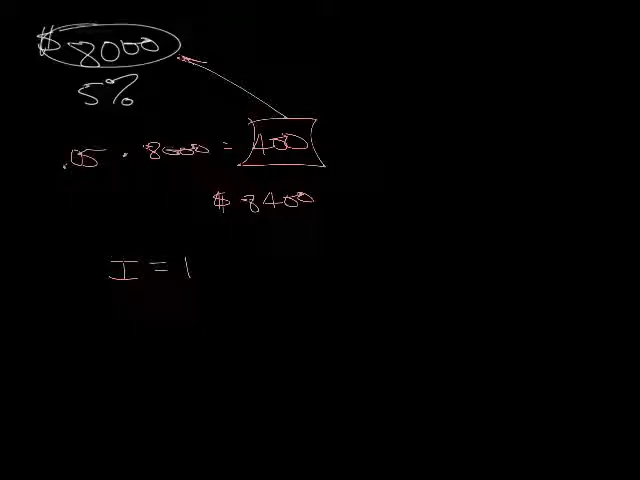 $8000
5%
.05 · 8000 = 400
$8400
I = 1